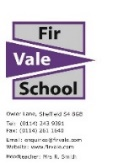 Fir
Vale
School
Owler Lane, Sheffield S4 8GB
Tel: (0114) 243 9391
Fax: (0114) 261 1640
Email: enquiries@firvale.com
Website: www.firvale.com
Headteacher: Mrs R. Smith